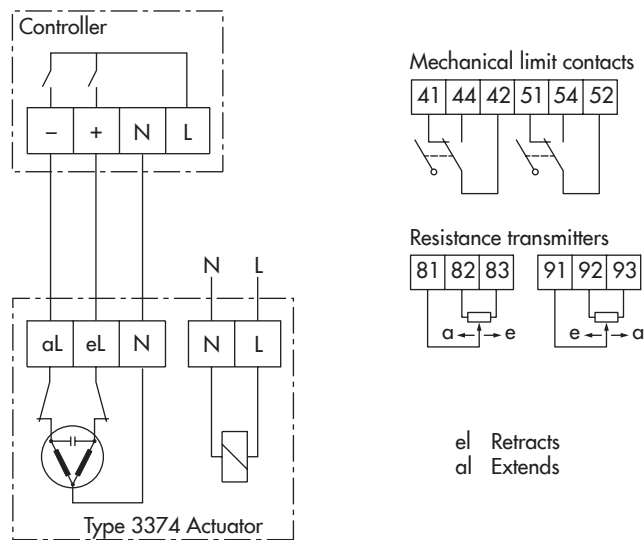 Controller
– + N L
N L
aL eL N N L
Type 3374 Actuator
Mechanical limit contacts
41 44 42 51 54 52
Resistance transmitters
81 82 83 91 92 93
a e e a
el Retracts
al Extends